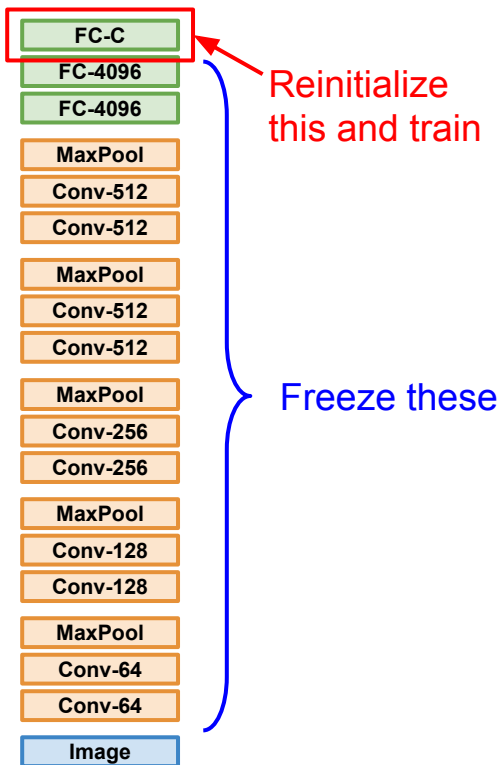 FC-C
FC-4096
FC-4096
MaxPool
Conv-512
Conv-512
MaxPool
Conv-512
Conv-512
MaxPool
Conv-256
Conv-256
MaxPool
Conv-128
Conv-128
MaxPool
Conv-64
Conv-64
Image
Reinitialize
this and train
Freeze these